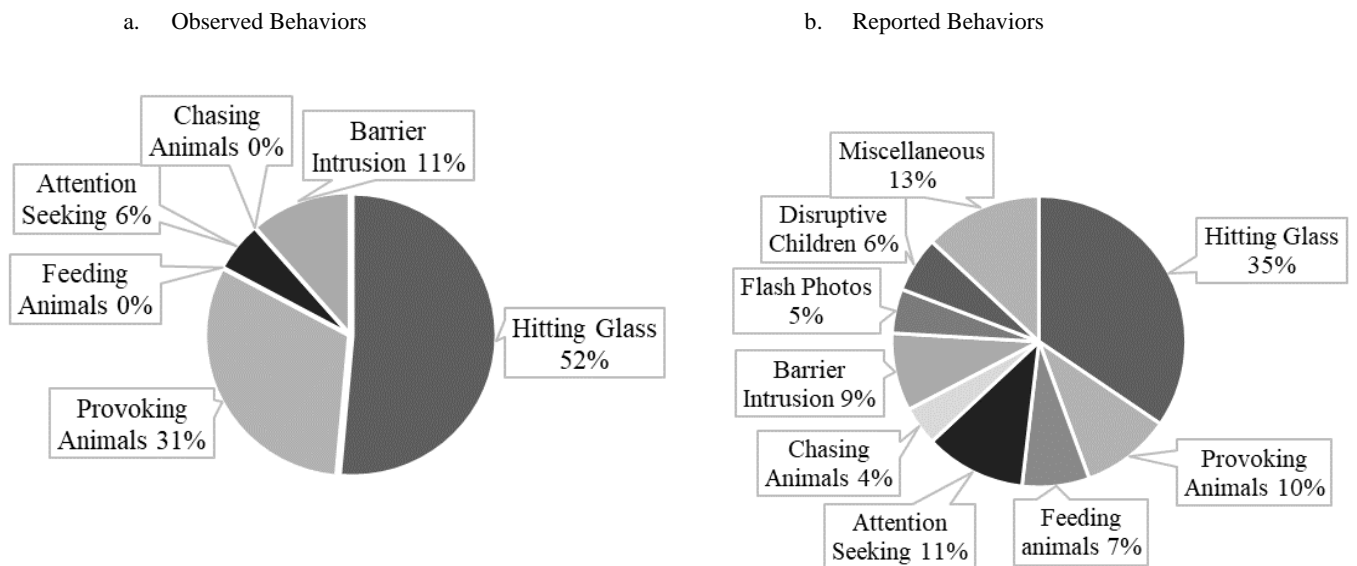 a. Observed Behaviors
Chasing
Animals 0%
Barrier
Intrusion 11%
Attention
Seeking 6%
Feeding
Animals 0%
Hitting Glass
52%
Provoking
Animals 31%
b. Reported Behaviors
Miscellaneous
13%
Disruptive
Children 6%
Hitting Glass
35%
Flash Photos
5%
Barrier
Intrusion 9%
Chasing
Animals 4%
Provoking
Animals 10%
Attention
Seeking 11%
Feeding
animals 7%